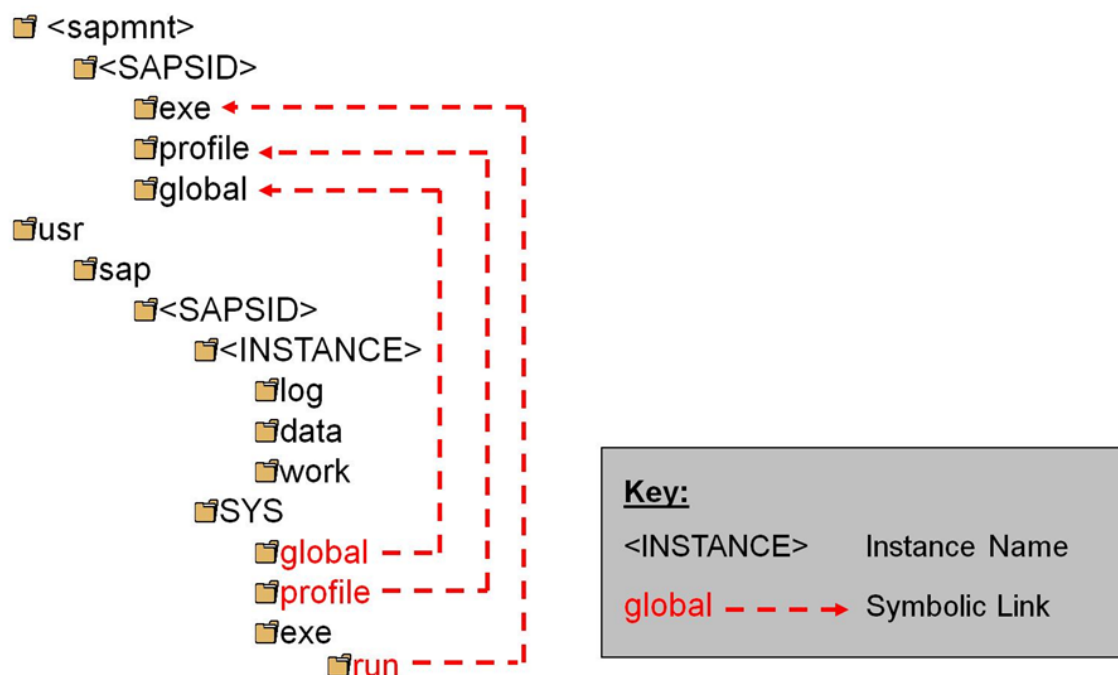 <sapmnt>
<SAPSID>
exe
profile
global
usr
sap
<SAPSID>
<INSTANCE>
log
data
work
SYS
global
profile
exe
run
Key:
<INSTANCE> Instance Name
global Symbolic Link